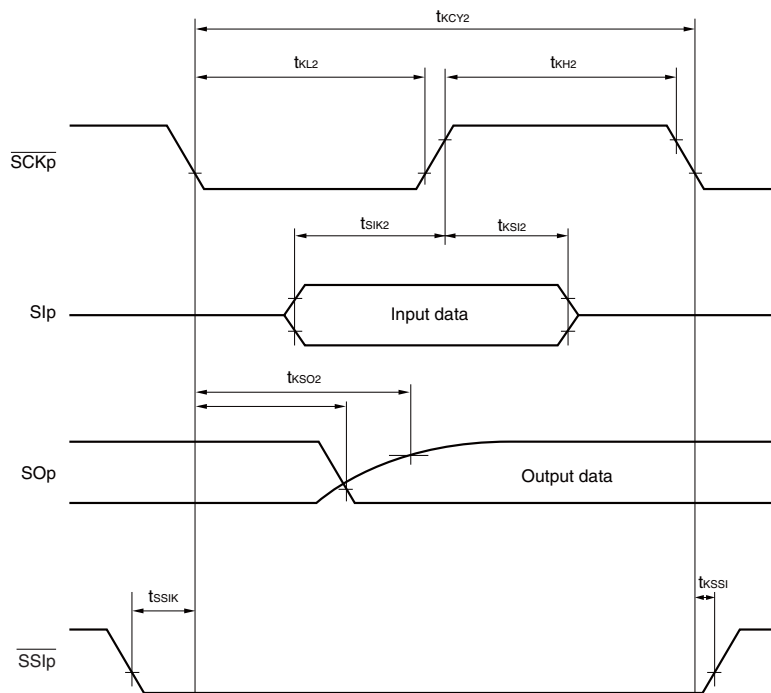 tKCY2
tKL2
tKH2
SCKp
tSIK2
tKSI2
SIp
Input data
tKSO2
SOp
Output data
tSSIK
tKSSI
SSIp